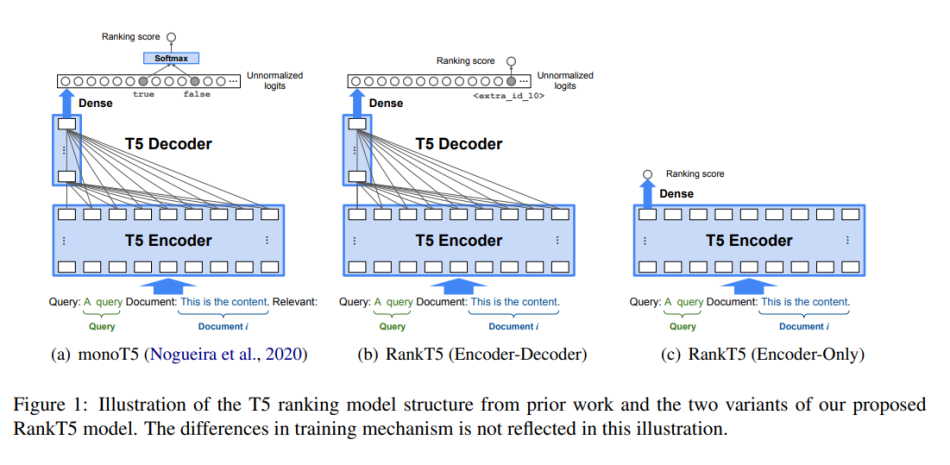 Ranking score
Softmax
Unnormalized
logits
true false
Dense
T5 Decoder
T5 Encoder
Query: A query Document: This is the content. Relevant:
Query Document i
(a) monoT5 (Nogueira et al., 2020)
Ranking score
Unnormalized
logits
<extra_id_10>
Dense
T5 Decoder
T5 Encoder
Query: A query Document: This is the content.
Query Document i
(b) RankT5 (Encoder-Decoder)
Ranking score
Dense
T5 Encoder
Query: A query Document: This is the content.
Query Document i
(c) RankT5 (Encoder-Only)
Figure 1: Illustration of the T5 ranking model structure from prior work and the two variants of our proposed
RankT5 model. The differences in training mechanism is not reflected in this illustration.